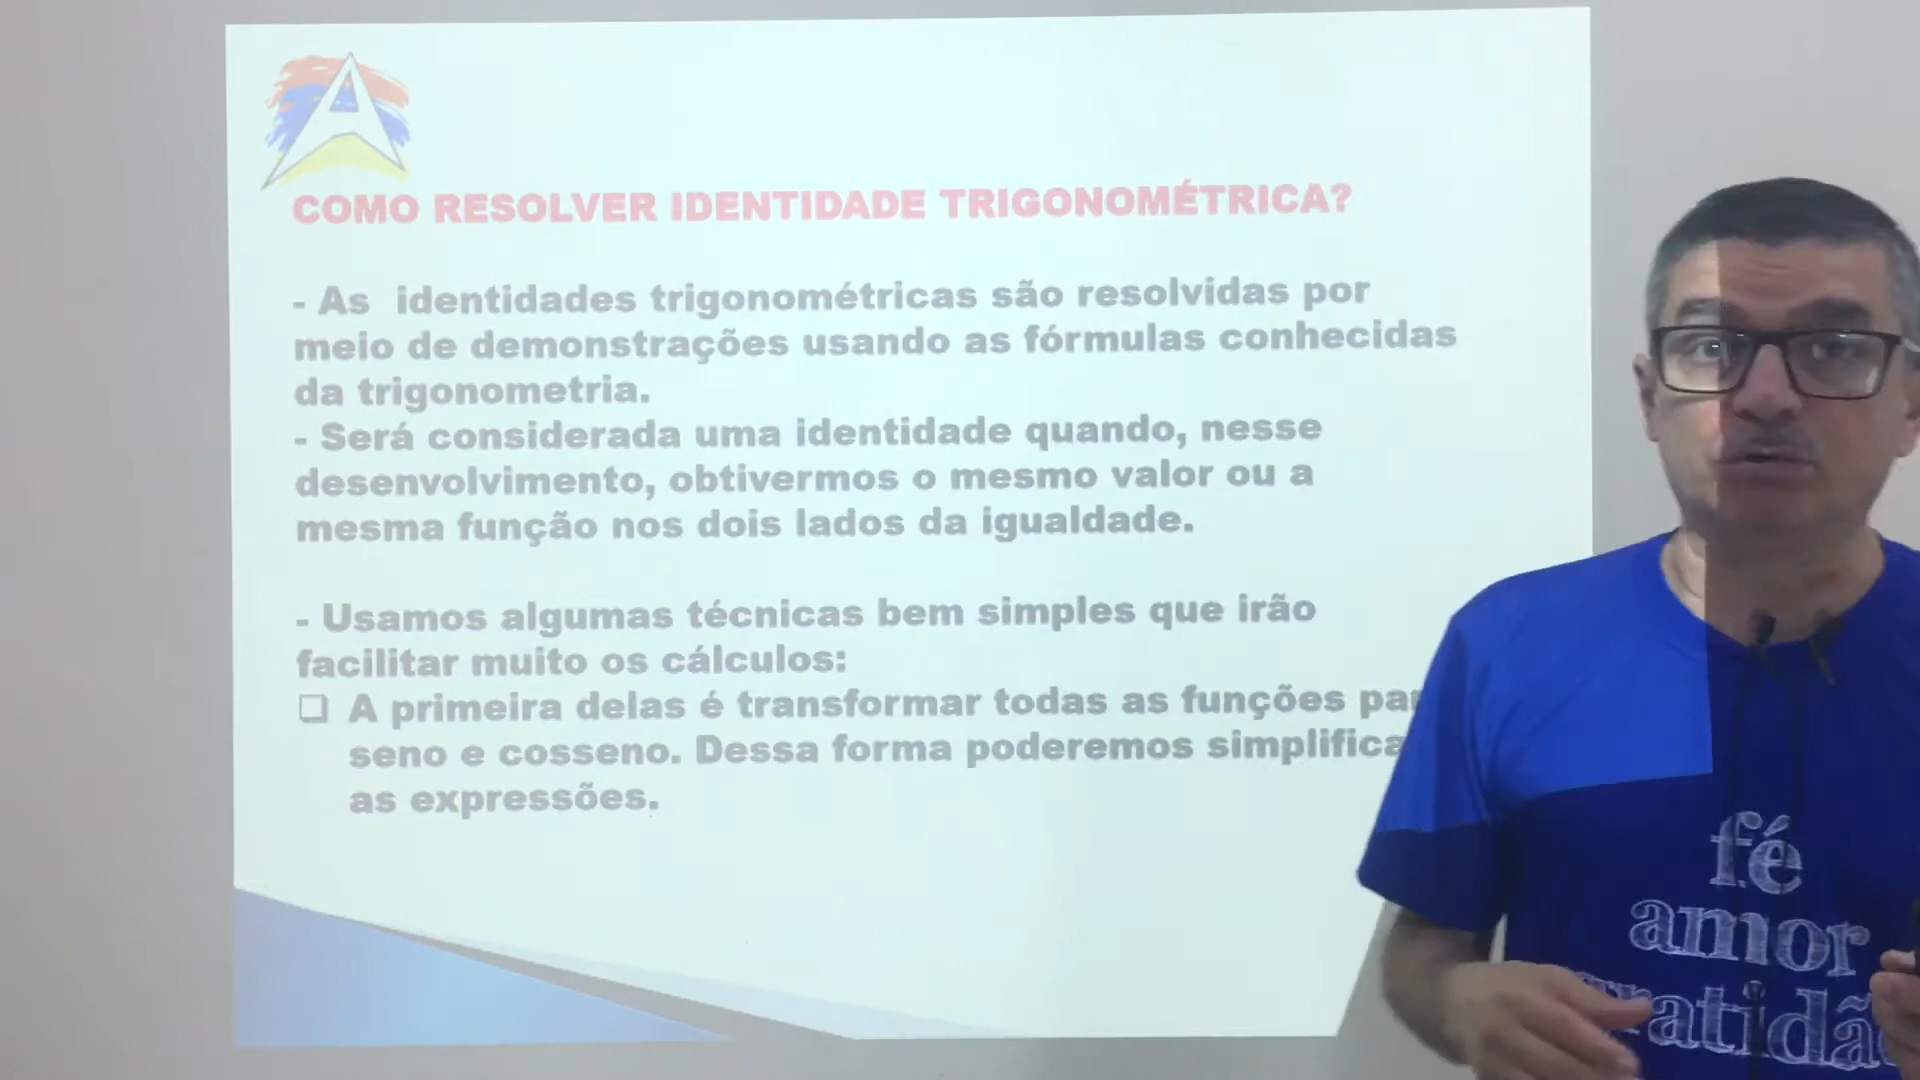 A
COMO RESOLVER IDENTIDADE TRIGONOMÉTRICA?
- As identidades trigonométricas são resolvidas por
meio de demonstrações usando as fórmulas conhecidas
da trigonometria.
- Será considerada uma identidade quando, nesse
desenvolvimento, obtivermos o mesmo valor ou a
mesma função nos dois lados da igualdade.
- Usamos algumas técnicas bem simples que irão
facilitar muito os cálculos:
❑ A primeira delas é transformar todas as funções
seno e cosseno. Dessa forma poderemos
as expressões.
fé
amor